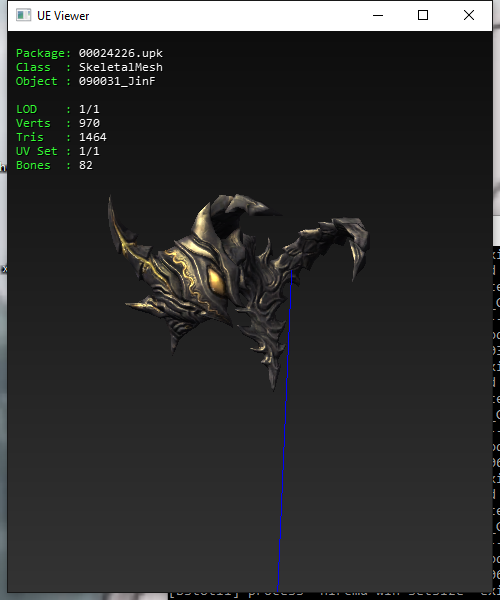 UE Viewer
Package: 00024226.upk
Class : SkeletalMesh
Object : 090031_JinF
LOD : 1/1
Verts : 970
Tris : 1464
UV Set : 1/1
Bones : 82